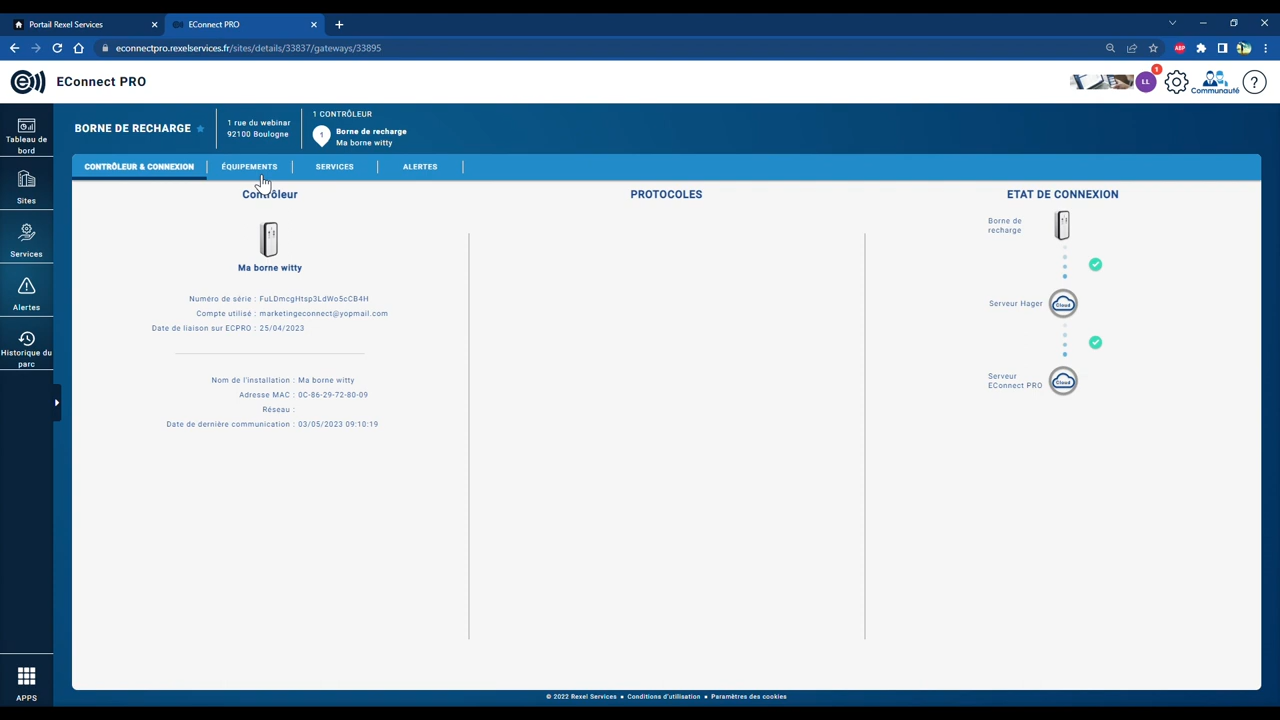 Portail Rexel Services
EConnect PRO
econnectpro.rexelservices.fr/sites/details/33837/gateways/33895
ABP
e
EConnect PRO
LL
1
Communauté
?
Tableau de
bord
Sites
Services
Alertes
Historique du
parc
APPS
BORNE DE RECHARGE
1 rue du webinar
92100 Boulogne
1 CONTRÔLEUR
1
Borne de recharge
Ma borne witty
CONTRÔLEUR & CONNEXION
ÉQUIPEMENTS
SERVICES
ALERTES
Contrôleur
Ma borne witty
Numéro de série : FuLDmcgHtsp3LdWo5cCB4H
Compte utilisé : marketingeconnect@yopmail.com
Date de liaison sur ECPRO : 25/04/2023
Nom de l'installation : Ma borne witty
Adresse MAC : 0C-86-29-72-80-09
Réseau :
Date de dernière communication : 03/05/2023 09:10:19
PROTOCOLES
ETAT DE CONNEXION
Borne de
recharge
Serveur Hager
Cloud
Serveur
EConnect PRO
Cloud
© 2022 Rexel Services • Conditions d'utilisation • Paramètres des cookies